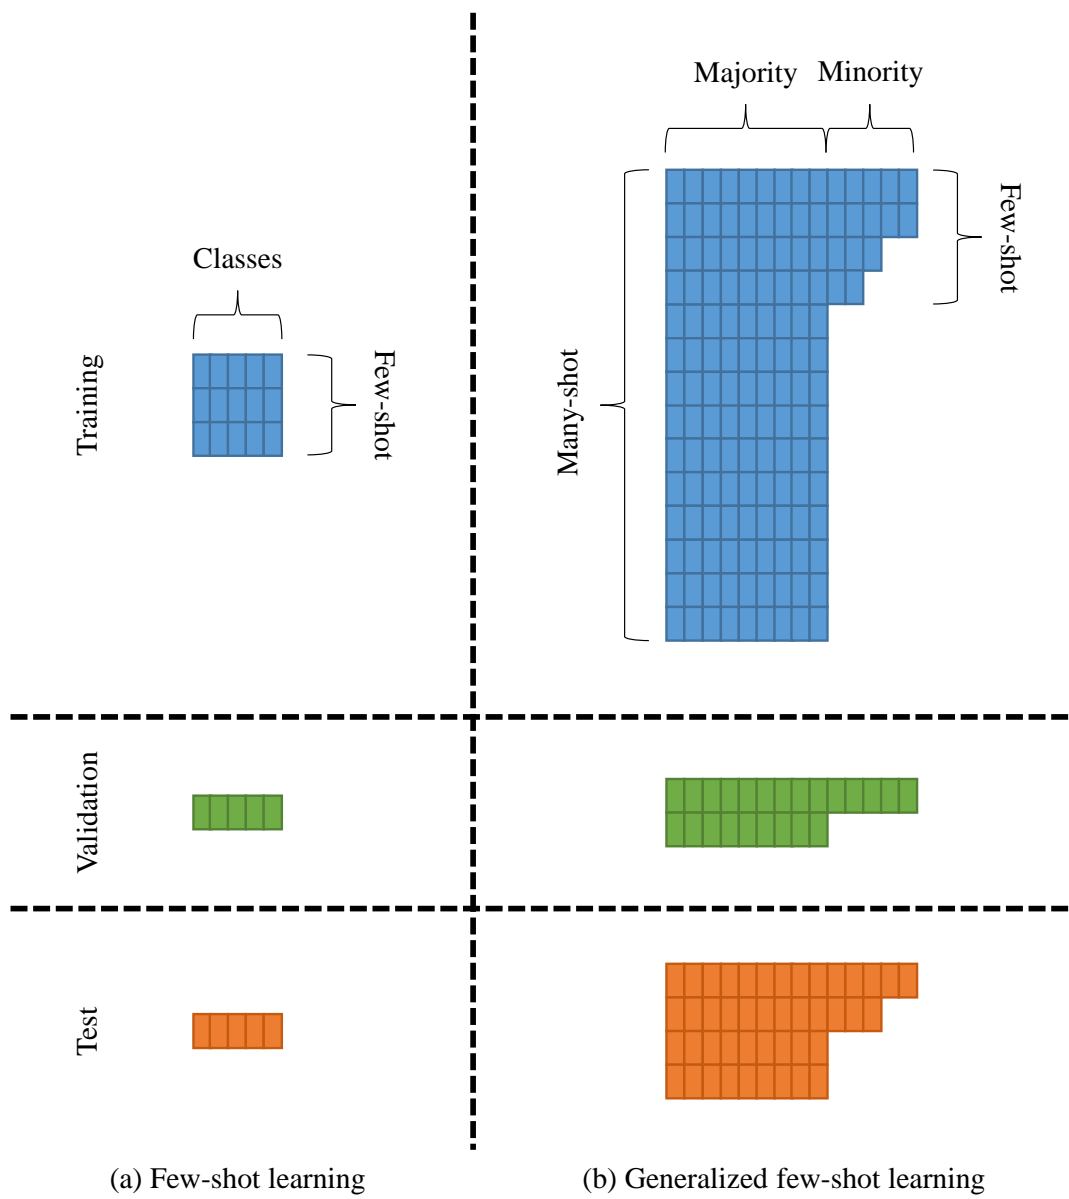 Majority
Minority
Classes
Few-shot
Training
Few-shot
Many-shot
Validation
Test
(a) Few-shot learning
(b) Generalized few-shot learning